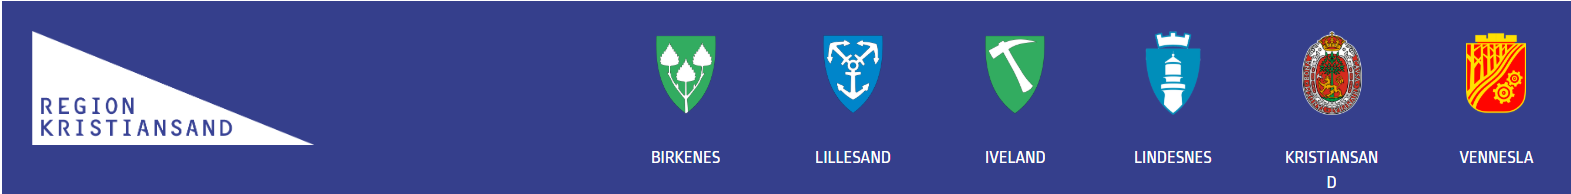 REGION
KRISTIANSAND
BIRKENES
LILLESAND
IVELAND
LINDESNES
KRISTIANSAN
D
VENNESLA